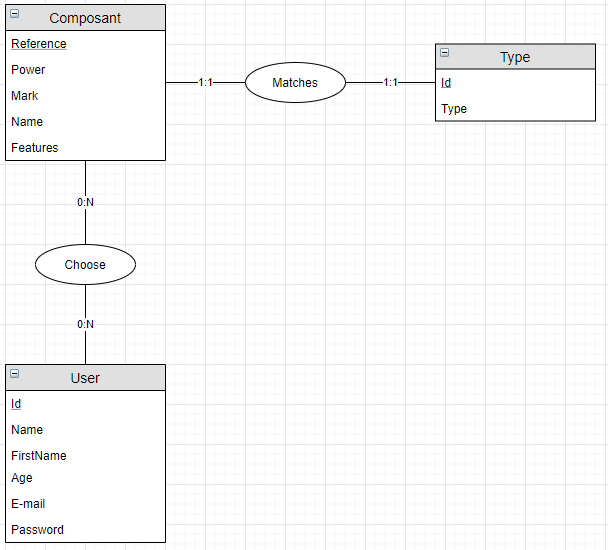 Composant
Reference
Power
Mark
Name
Features
1:1
Matches
1:1
Type
Id
Type
0:N
Choose
0:N
User
Id
Name
FirstName
Age
E-mail
Password